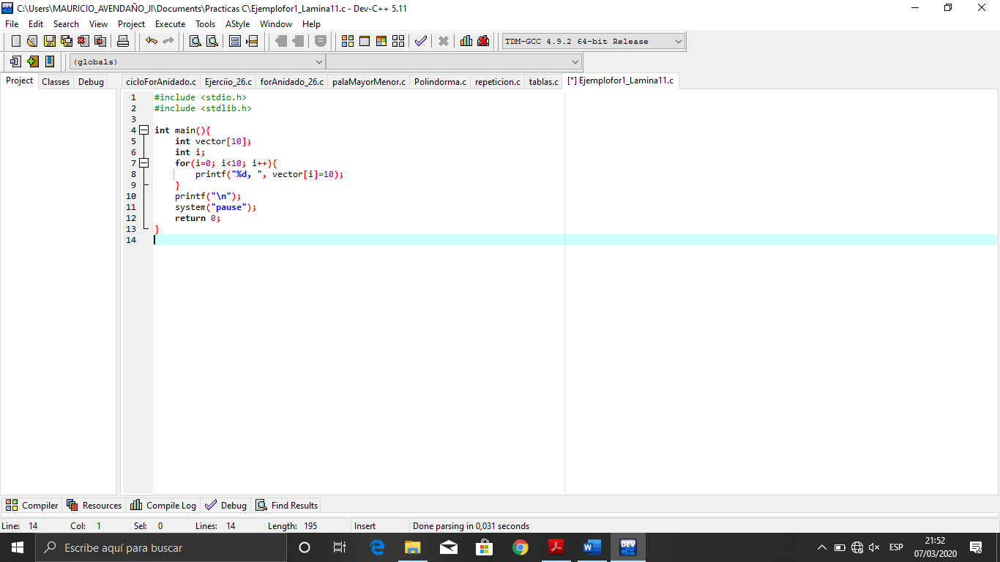 C:\Users\MAURICIO_AVENDAÑO_JI\Documents\Practicas C\Ejemplofor1_Lamina11.c - Dev-C++ 5.11
File Edit Search View Project Execute Tools AStyle Window Help
TDM-GCC 4.9.2 64-bit Release
(globals)
Project Classes Debug cicloForAnidado.c Ejerciio_26.c forAnidado_26.c palaMayorMenor.c Polindorma.c repeticion.c tablas.c [*] Ejemplofor1_Lamina11.c
1 #include <stdio.h>
2 #include <stdlib.h>
3
4 int main(){
5 int vector[10];
6 int i;
7 for(i=0; i<10; i++){
8 printf("%d, ", vector[i]=10);
9 }
10 printf("\n");
11 system("pause");
12 return 0;
13 }
14
Compiler Resources Compile Log Debug Find Results
Line: 14 Col: 1 Sel: 0 Lines: 14 Length: 195 Insert Done parsing in 0,031 seconds
Escribe aquí para buscar
DEV
ESP
21:52
07/03/2020